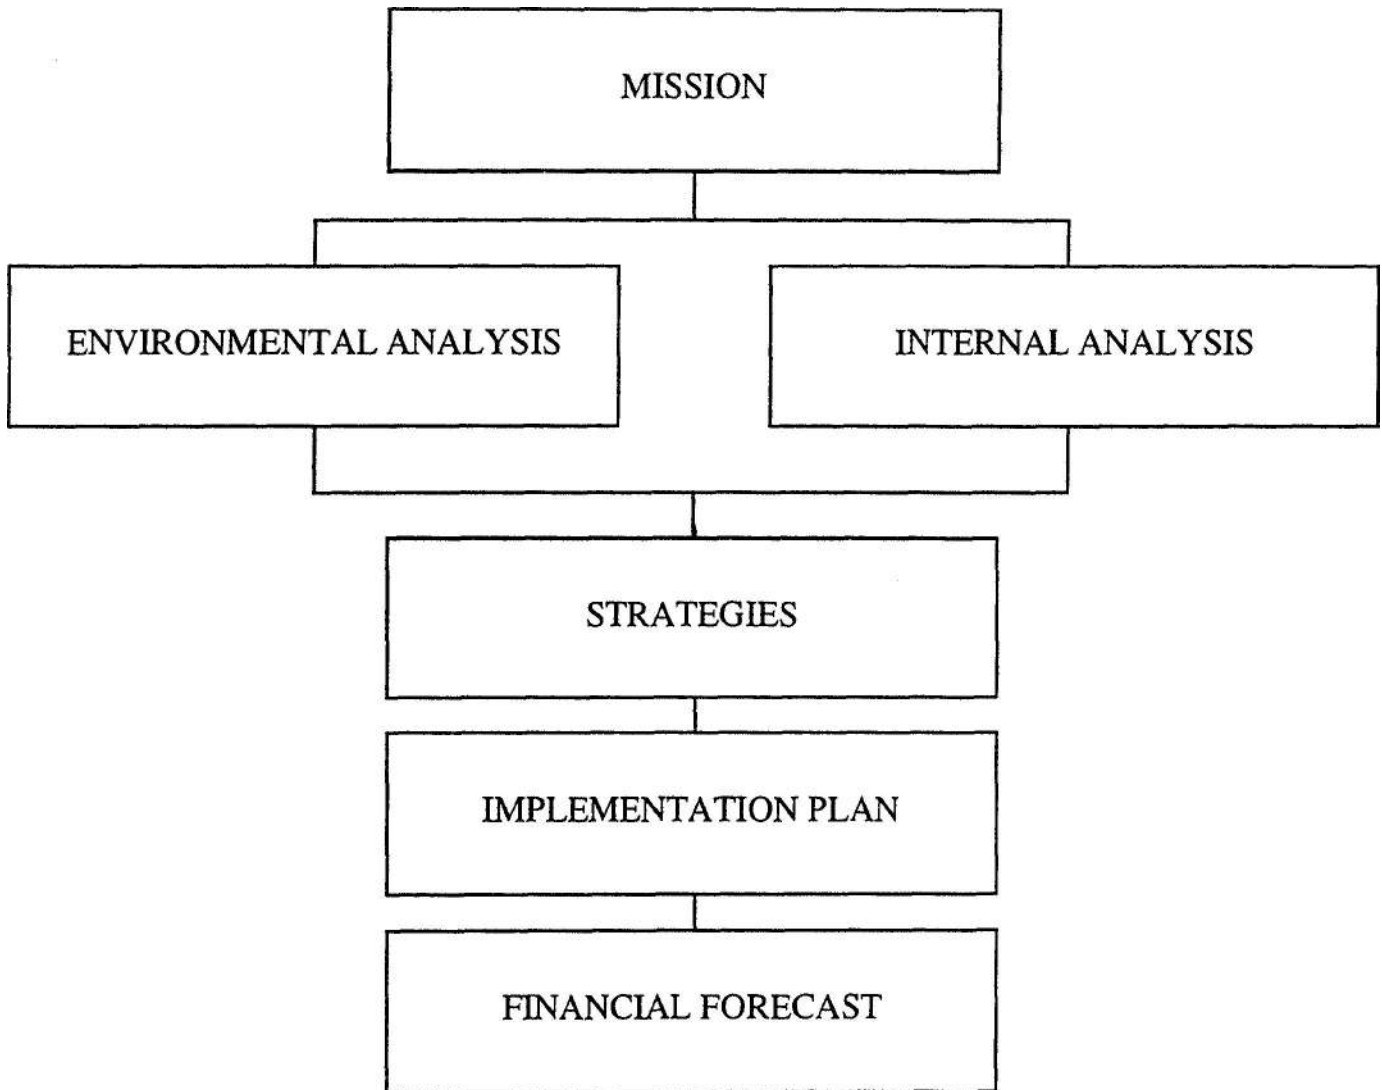 MISSION
ENVIRONMENTAL ANALYSIS
INTERNAL ANALYSIS
STRATEGIES
IMPLEMENTATION PLAN
FINANCIAL FORECAST